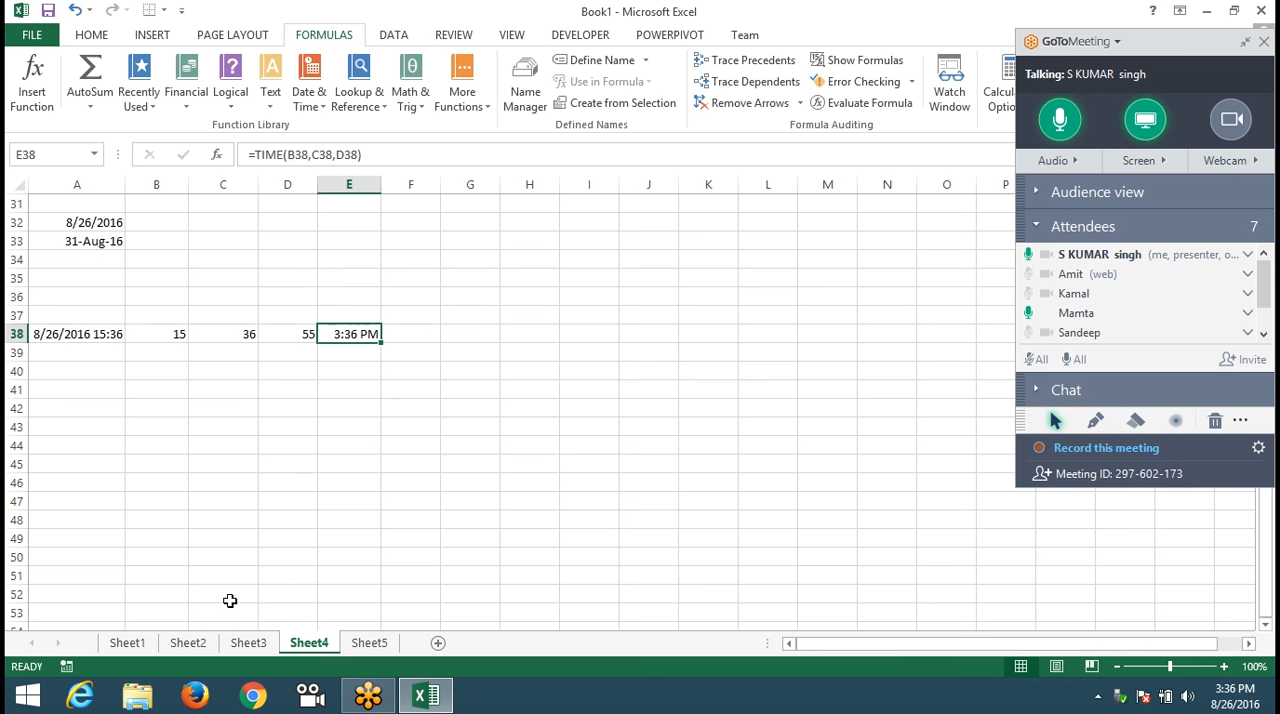 Book1 - Microsoft Excel
FILE HOME INSERT PAGE LAYOUT FORMULAS DATA REVIEW VIEW DEVELOPER POWERPIVOT Team
Insert Function
AutoSum
Recently Used
Financial
Logical
Text
Date & Time
Lookup & Reference
Math & Trig
More Functions
Function Library
Name Manager
Define Name
Use in Formula
Create from Selection
Defined Names
Trace Precedents
Trace Dependents
Remove Arrows
Show Formulas
Error Checking
Evaluate Formula
Formula Auditing
Watch Window
E38 =TIME(B38,C38,D38)
A B C D E F G H I J K L M N O P
31
32 8/26/2016
33 31-Aug-16
34
35
36
37
38 8/26/2016 15:36 15 36 55 3:36 PM
39
40
41
42
43
44
45
46
47
48
49
50
51
52
53
Sheet1 Sheet2 Sheet3 Sheet4 Sheet5
READY 100%
GoToMeeting
Talking: S KUMAR singh
Audio Screen Webcam
Audience view
Attendees 7
S KUMAR singh (me, presenter, o...
Amit (web)
Kamal
Mamta
Sandeep
All All Invite
Chat
Record this meeting
Meeting ID: 297-602-173
3:36 PM
8/26/2016